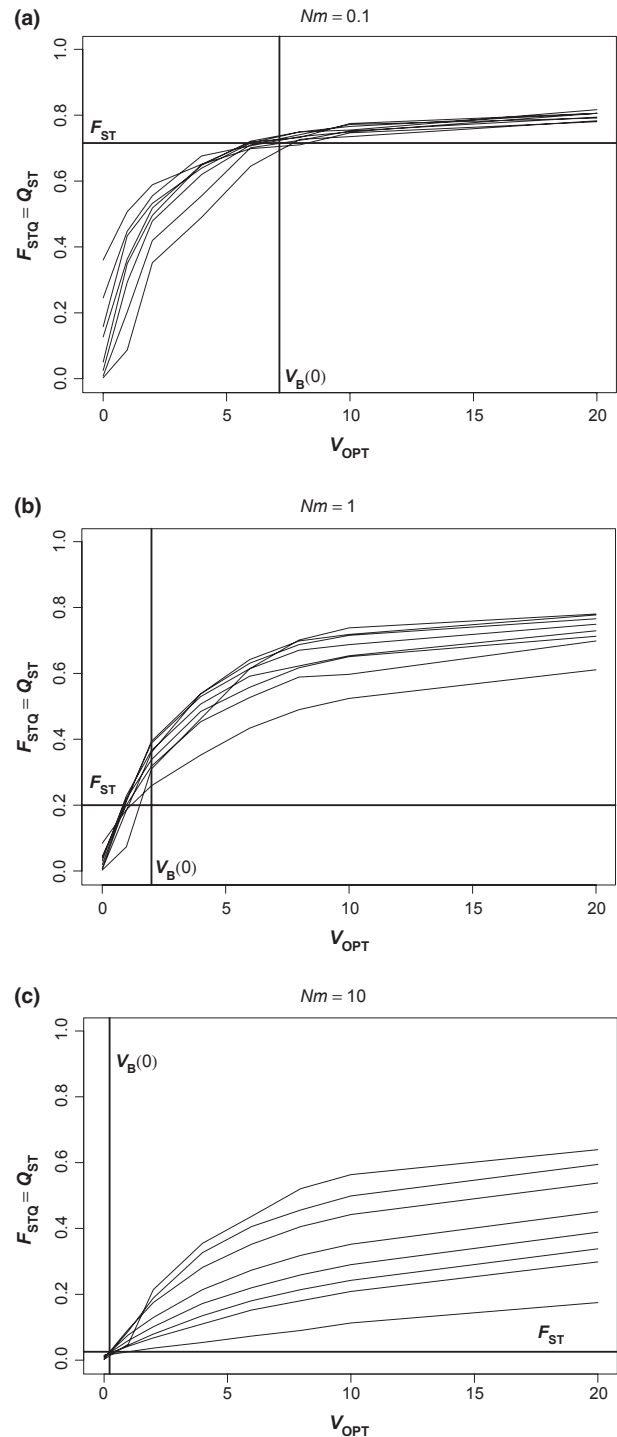 (a)
Nm = 0.1
1.0
0.8
0.6
0.4
0.2
0.0
F_STQ = Q_ST
F_ST
V_B(0)
0 5 10 15 20
V_OPT
(b)
Nm = 1
1.0
0.8
0.6
0.4
0.2
0.0
F_STQ = Q_ST
F_ST
V_B(0)
0 5 10 15 20
V_OPT
(c)
Nm = 10
1.0
0.8
0.6
0.4
0.2
0.0
F_STQ = Q_ST
V_B(0)
F_ST
0 5 10 15 20
V_OPT